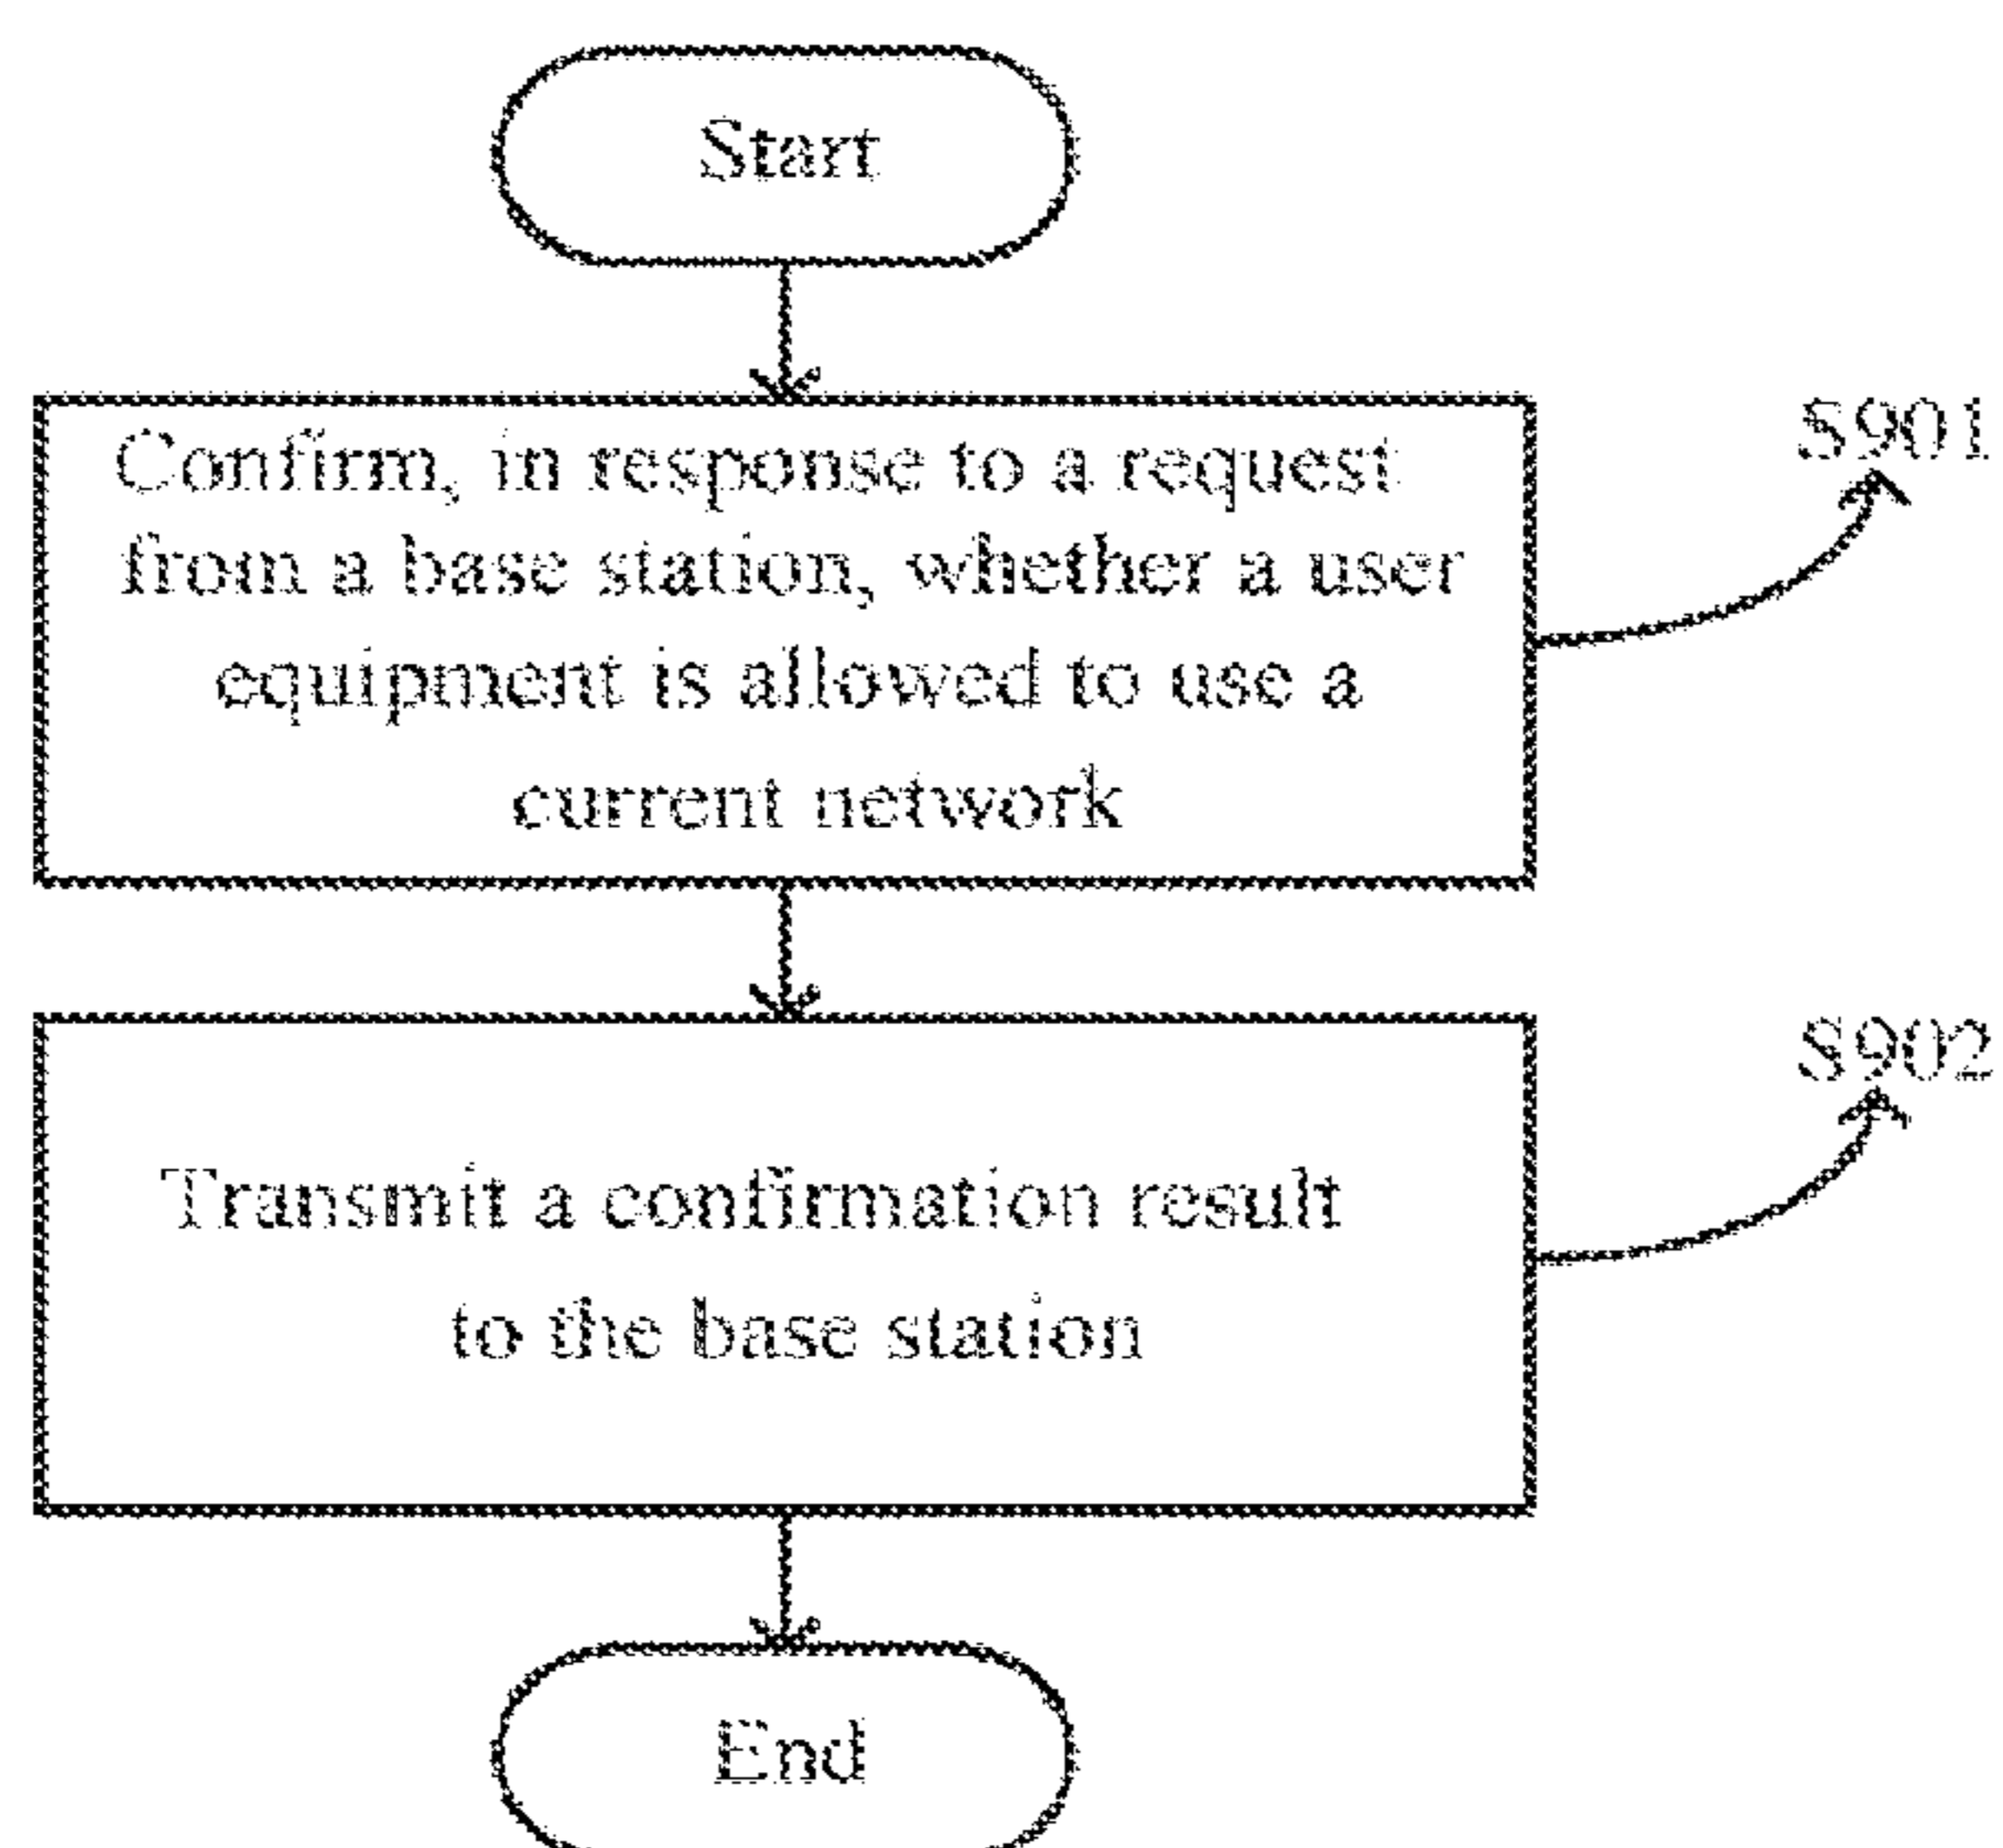 Start
Confirm, in response to a request
from a base station, whether a user
equipment is allowed to use a
current network
S901
Transmit a confirmation result
to the base station
S902
End